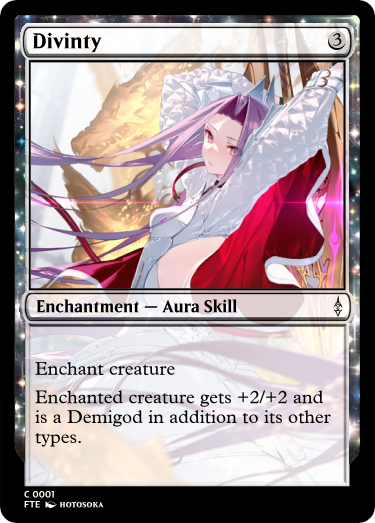 Divinty 3
Enchantment — Aura Skill
Enchant creature
Enchanted creature gets +2/+2 and
is a Demigod in addition to its other
types.
C 0001
FTE HOTOSOKA